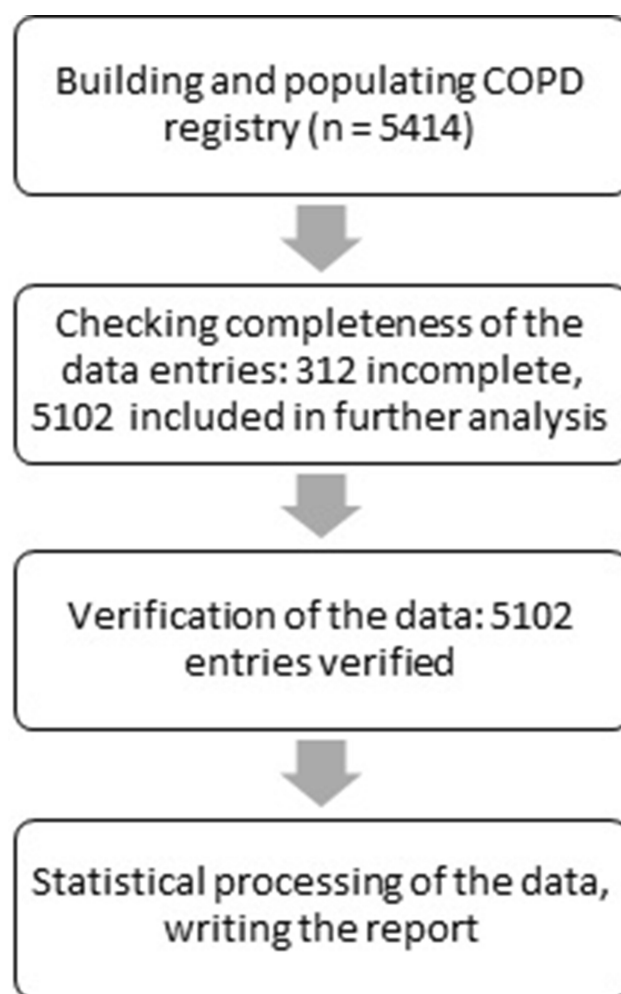 Building and populating COPD
registry (n = 5414)
Checking completeness of the
data entries: 312 incomplete,
5102 included in further analysis
Verification of the data: 5102
entries verified
Statistical processing of the data,
writing the report